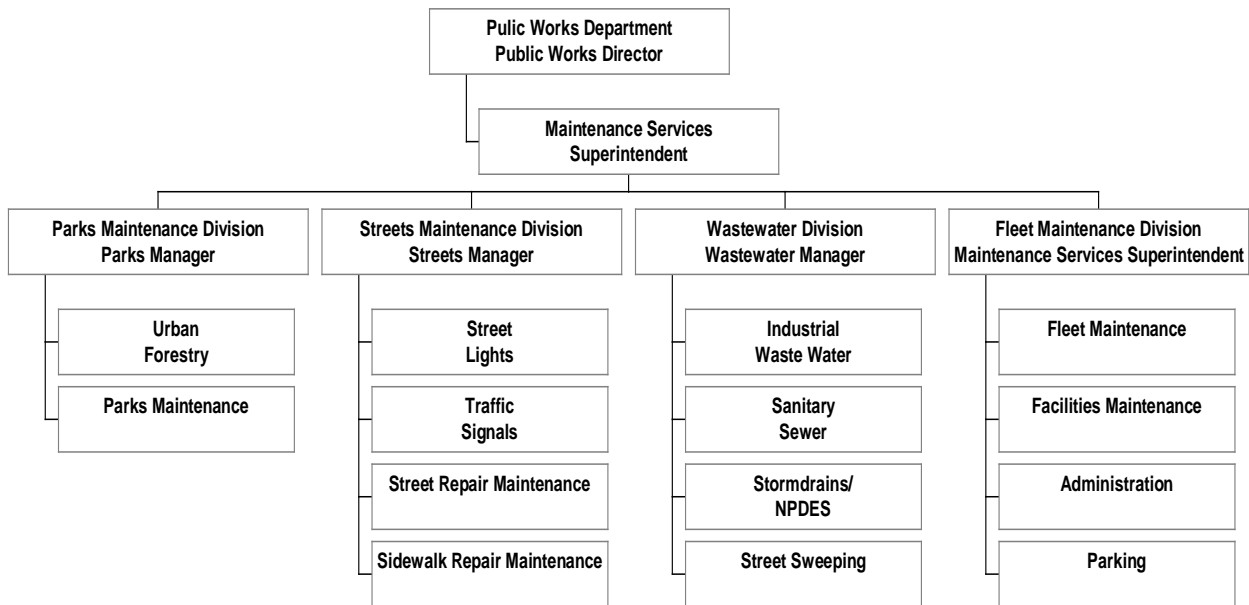 Pulic Works Department
Public Works Director
Maintenance Services
Superintendent
Parks Maintenance Division
Parks Manager
Streets Maintenance Division
Streets Manager
Wastewater Division
Wastewater Manager
Fleet Maintenance Division
Maintenance Services Superintendent
Urban
Forestry
Parks Maintenance
Street
Lights
Traffic
Signals
Street Repair Maintenance
Sidewalk Repair Maintenance
Industrial
Waste Water
Sanitary
Sewer
Stormdrains/
NPDES
Street Sweeping
Fleet Maintenance
Facilities Maintenance
Administration
Parking